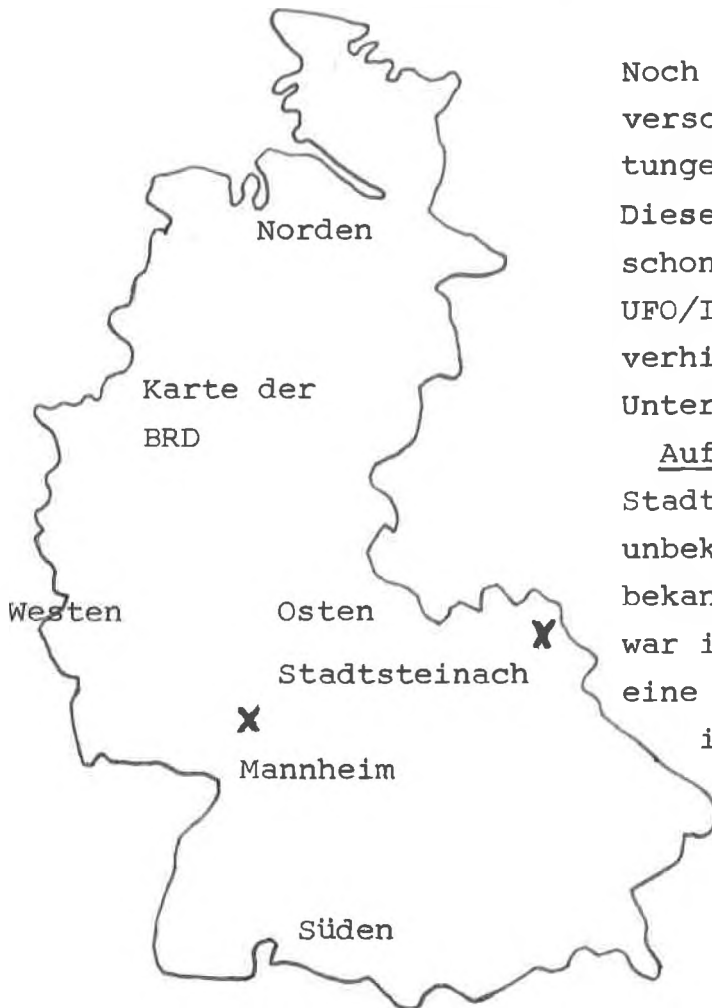 Norden
Karte der
BRD
Westen
Osten
Stadtsteinach
X
X
Mannheim
Süden
Noch
versc
tunge
Diese
schon
UFO/I
verhi
Unter
Auf
Stadt
unbek
bekan
war i
eine
i